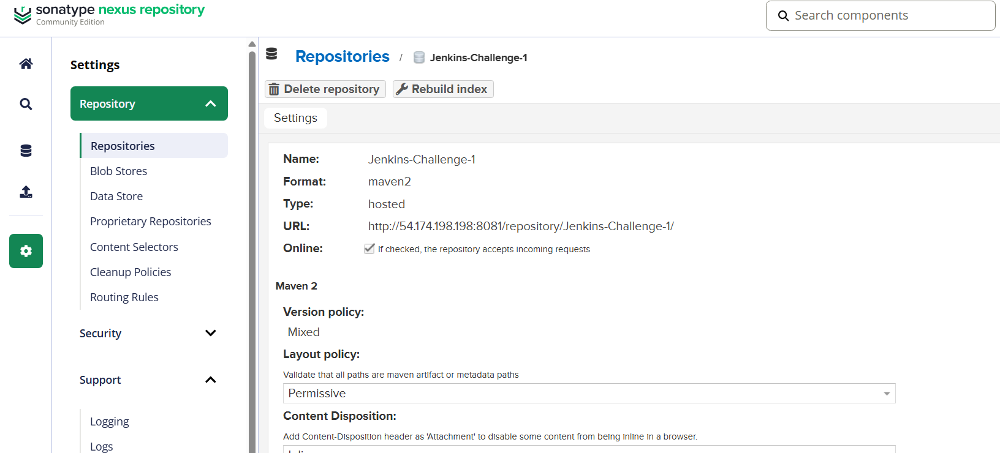 sonatype nexus repository
Community Edition
Search components
Settings
Repository
Repositories
Blob Stores
Data Store
Proprietary Repositories
Content Selectors
Cleanup Policies
Routing Rules
Security
Support
Logging
Logs
Repositories / Jenkins-Challenge-1
Delete repository
Rebuild index
Settings
Name: Jenkins-Challenge-1
Format: maven2
Type: hosted
URL: http://54.174.198.198:8081/repository/Jenkins-Challenge-1/
Online: If checked, the repository accepts incoming requests
Maven 2
Version policy:
Mixed
Layout policy:
Validate that all paths are maven artifact or metadata paths
Permissive
Content Disposition:
Add Content-Disposition header as 'Attachment' to disable some content from being inline in a browser.